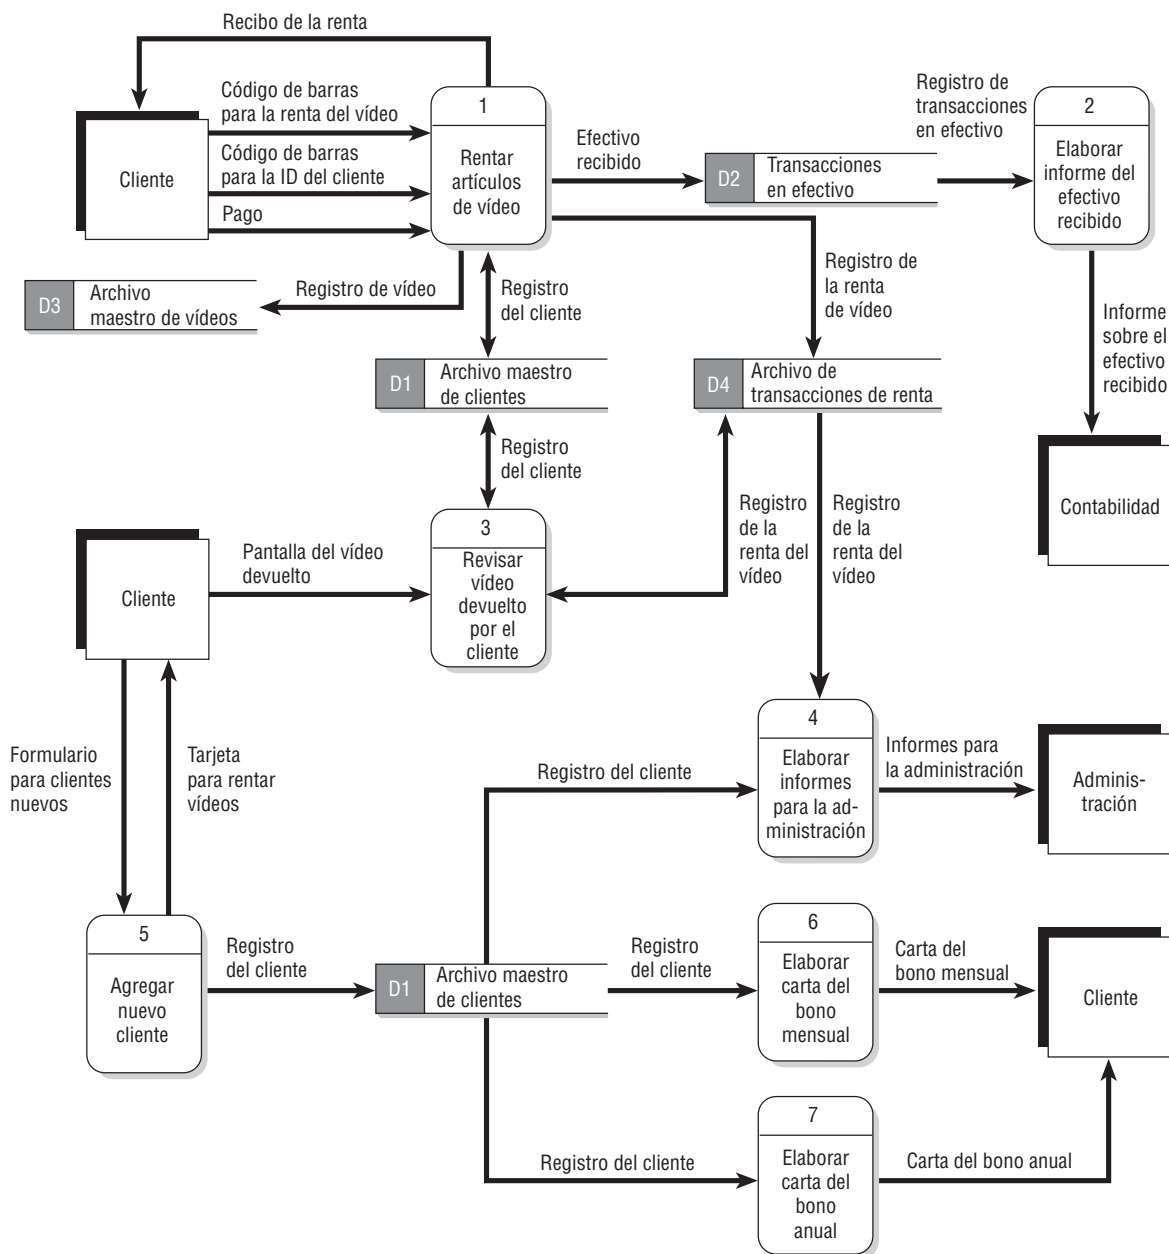 Recibo de la renta
Código de barras
para la renta del vídeo
Código de barras
para la ID del cliente
Pago
Cliente
1
Rentar
artículos
de vídeo
Efectivo
recibido
D2
Transacciones
en efectivo
Registro de
transacciones
en efectivo
2
Elaborar
informe del
efectivo
recibido
D3
Archivo
maestro de vídeos
Registro de vídeo
Registro
del cliente
Registro de
la renta
de vídeo
Informe
sobre el
efectivo
recibido
D1
Archivo maestro
de clientes
D4
Archivo de
transacciones de renta
Registro
del cliente
Contabilidad
Cliente
Pantalla del vídeo
devuelto
3
Revisar
vídeo
devuelto
por el
cliente
Registro
de la
renta del
vídeo
Registro
de la
renta del
vídeo
Formulario
para clientes
nuevos
Tarjeta
para rentar
vídeos
Registro del cliente
4
Elaborar
informes
para la ad-
ministración
Informes para
la administración
Adminis-
tración
5
Agregar
nuevo
cliente
Registro
del cliente
D1
Archivo maestro
de clientes
Registro
del cliente
6
Elaborar
carta del
bono
mensual
Carta del
bono mensual
Cliente
Registro del cliente
7
Elaborar
carta del
bono
anual
Carta del bono anual